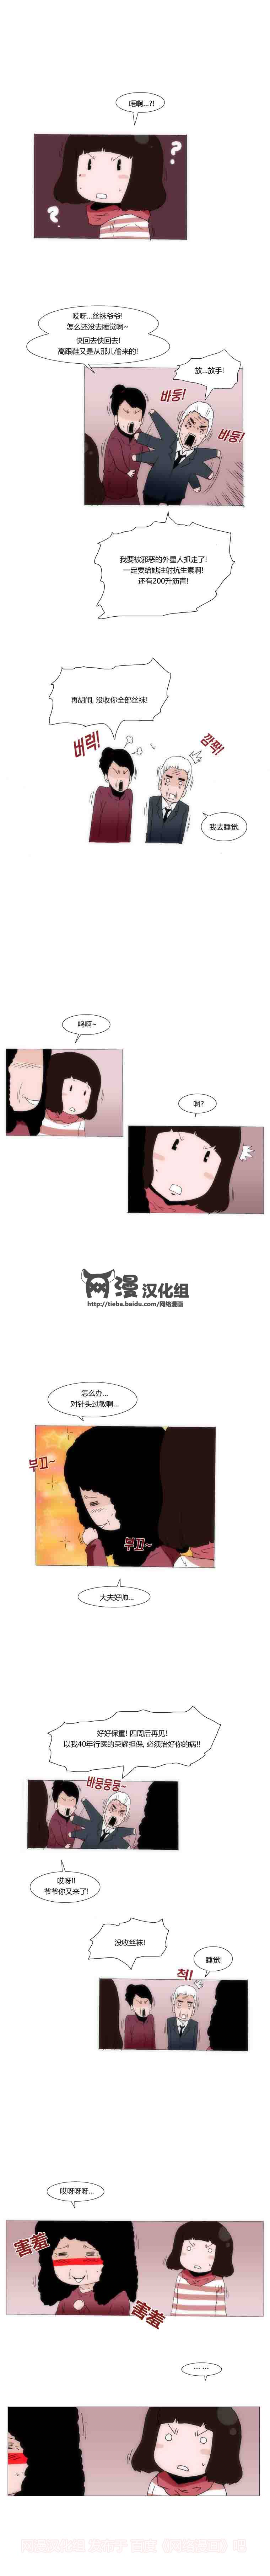 唔啊...?!
?
?
哎呀...丝袜爷爷!
怎么还没去睡觉啊~
快回去快回去!
高跟鞋又是从那儿偷来的!
放...放手!
바둥!
바둥!
我要被邪恶的外星人抓走了!
一定要给她注射抗生素啊!
还有200升沥青!
再胡闹, 没收你全部丝袜!
버럭!
깜짝!
我去睡觉.
呜啊~
啊?
网漫汉化组
http://tieba.baidu.com/网络漫画
怎么办...
对针头过敏啊...
부끄~
부끄~
大夫好帅...
好好保重! 四周后再见!
以我40年行医的荣耀担保, 必须治好你的病!!
바둥둥둥~
哎呀!!
爷爷你又来了!
没收丝袜!
睡觉!
척!
哎呀呀呀...
害羞
害羞
... ...